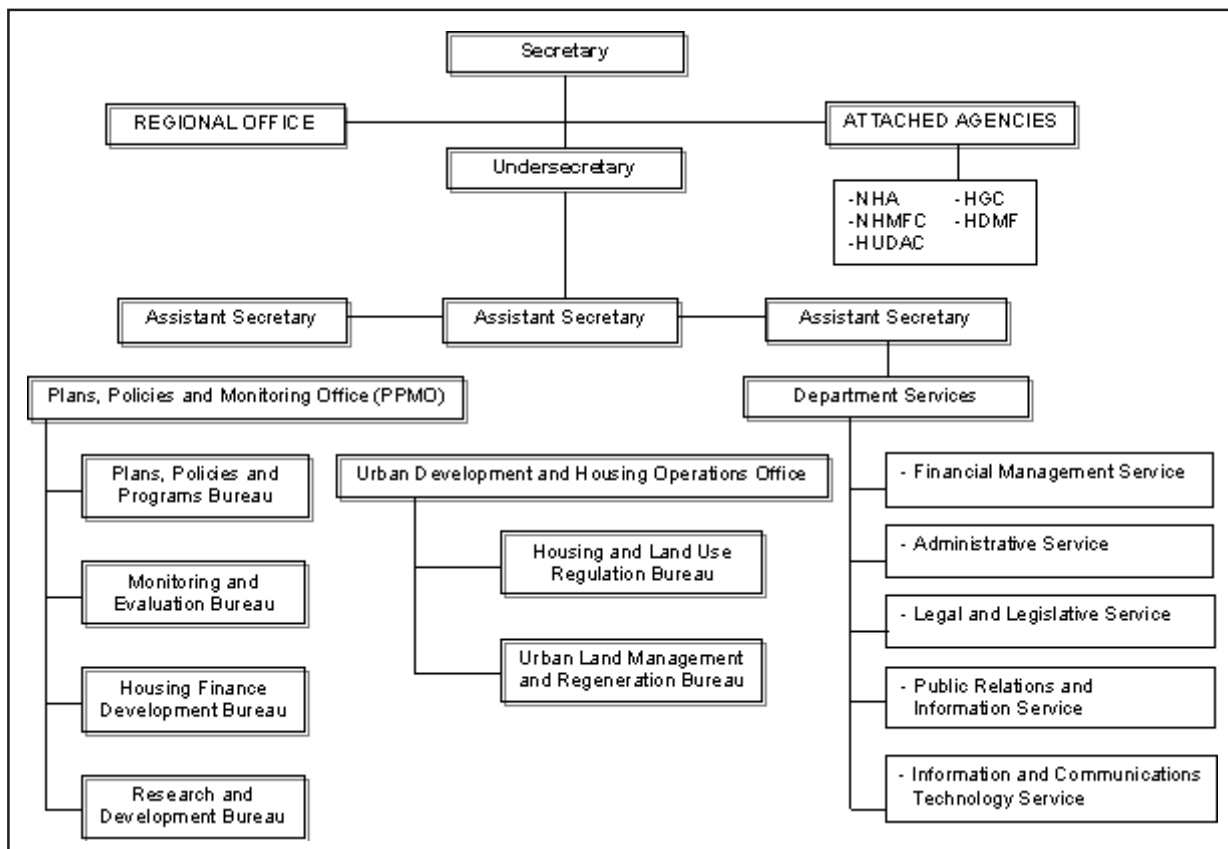 Secretary
REGIONAL OFFICE
ATTACHED AGENCIES
Undersecretary
-NHA -HGC
-NHMFC -HDMF
-HUDAC
Assistant Secretary
Assistant Secretary
Assistant Secretary
Plans, Policies and Monitoring Office (PPMO)
Department Services
Plans, Policies and
Programs Bureau
Monitoring and
Evaluation Bureau
Housing Finance
Development Bureau
Research and
Development Bureau
Urban Development and Housing Operations Office
Housing and Land Use
Regulation Bureau
Urban Land Management
and Regeneration Bureau
- Financial Management Service
- Administrative Service
- Legal and Legislative Service
- Public Relations and
Information Service
- Information and Communications
Technology Service